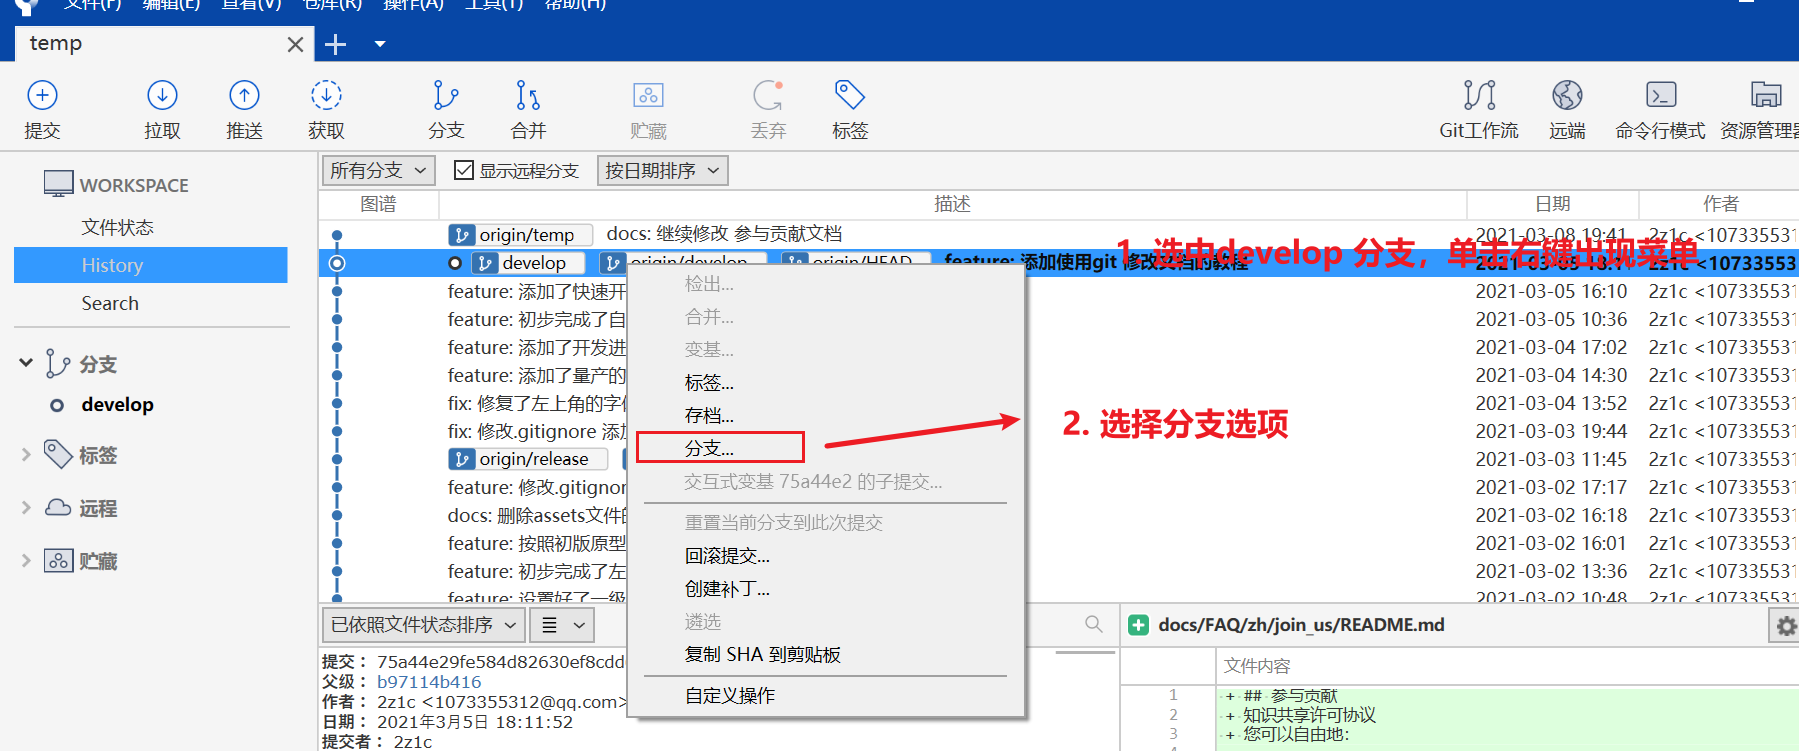 文件(F) 编辑(E) 查看(V) 仓库(R) 操作(A) 工具(T) 帮助(H)
temp
提交 拉取 推送 获取 分支 合并 贮藏 丢弃 标签 Git工作流 远端 命令行模式 资源管理器
WORKSPACE
文件状态
History
Search
分支
develop
标签
远程
贮藏
所有分支 显示远程分支 按日期排序
图谱 描述 日期 作者
origin/temp docs: 继续修改 参与贡献文档 2021-03-08 19:41 2z1c <107335531
develop origin/develop origin/HEAD feature: 添加使用git 修改文档的教程
1. 选中develop 分支，单击右键出现菜单
feature: 添加了快速开 2021-03-05 16:10 2z1c <107335531
feature: 初步完成了自 2021-03-05 10:36 2z1c <107335531
feature: 添加了开发进 2021-03-04 17:02 2z1c <107335531
feature: 添加了量产的 2021-03-04 14:30 2z1c <107335531
fix: 修复了左上角的字体 2021-03-04 13:52 2z1c <107335531
fix: 修改.gitignore 添加 2021-03-03 19:44 2z1c <107335531
origin/release 2021-03-03 11:45 2z1c <107335531
feature: 修改.gitignor 2021-03-02 17:17 2z1c <107335531
docs: 删除assets文件的 2021-03-02 16:18 2z1c <107335531
feature: 按照初版原型 2021-03-02 16:01 2z1c <107335531
feature: 初步完成了左 2021-03-02 13:36 2z1c <107335531
feature: 设置好了一级 2021-03-02 10:48 2z1c <107335531
检出...
合并...
变基...
标签...
存档...
分支...
交互式变基 75a44e2 的子提交...
重置当前分支到此次提交
回滚提交...
创建补丁...
遴选
复制 SHA 到剪贴板
自定义操作
2. 选择分支选项
已依照文件状态排序
提交： 75a44e29fe584d82630ef8cdd
父级： b97114b416
作者： 2z1c <1073355312@qq.com>
日期： 2021年3月5日 18:11:52
提交者： 2z1c
docs/FAQ/zh/join_us/README.md
文件内容
1 + ## 参与贡献
2 + 知识共享许可协议
3 + 您可以自由地：